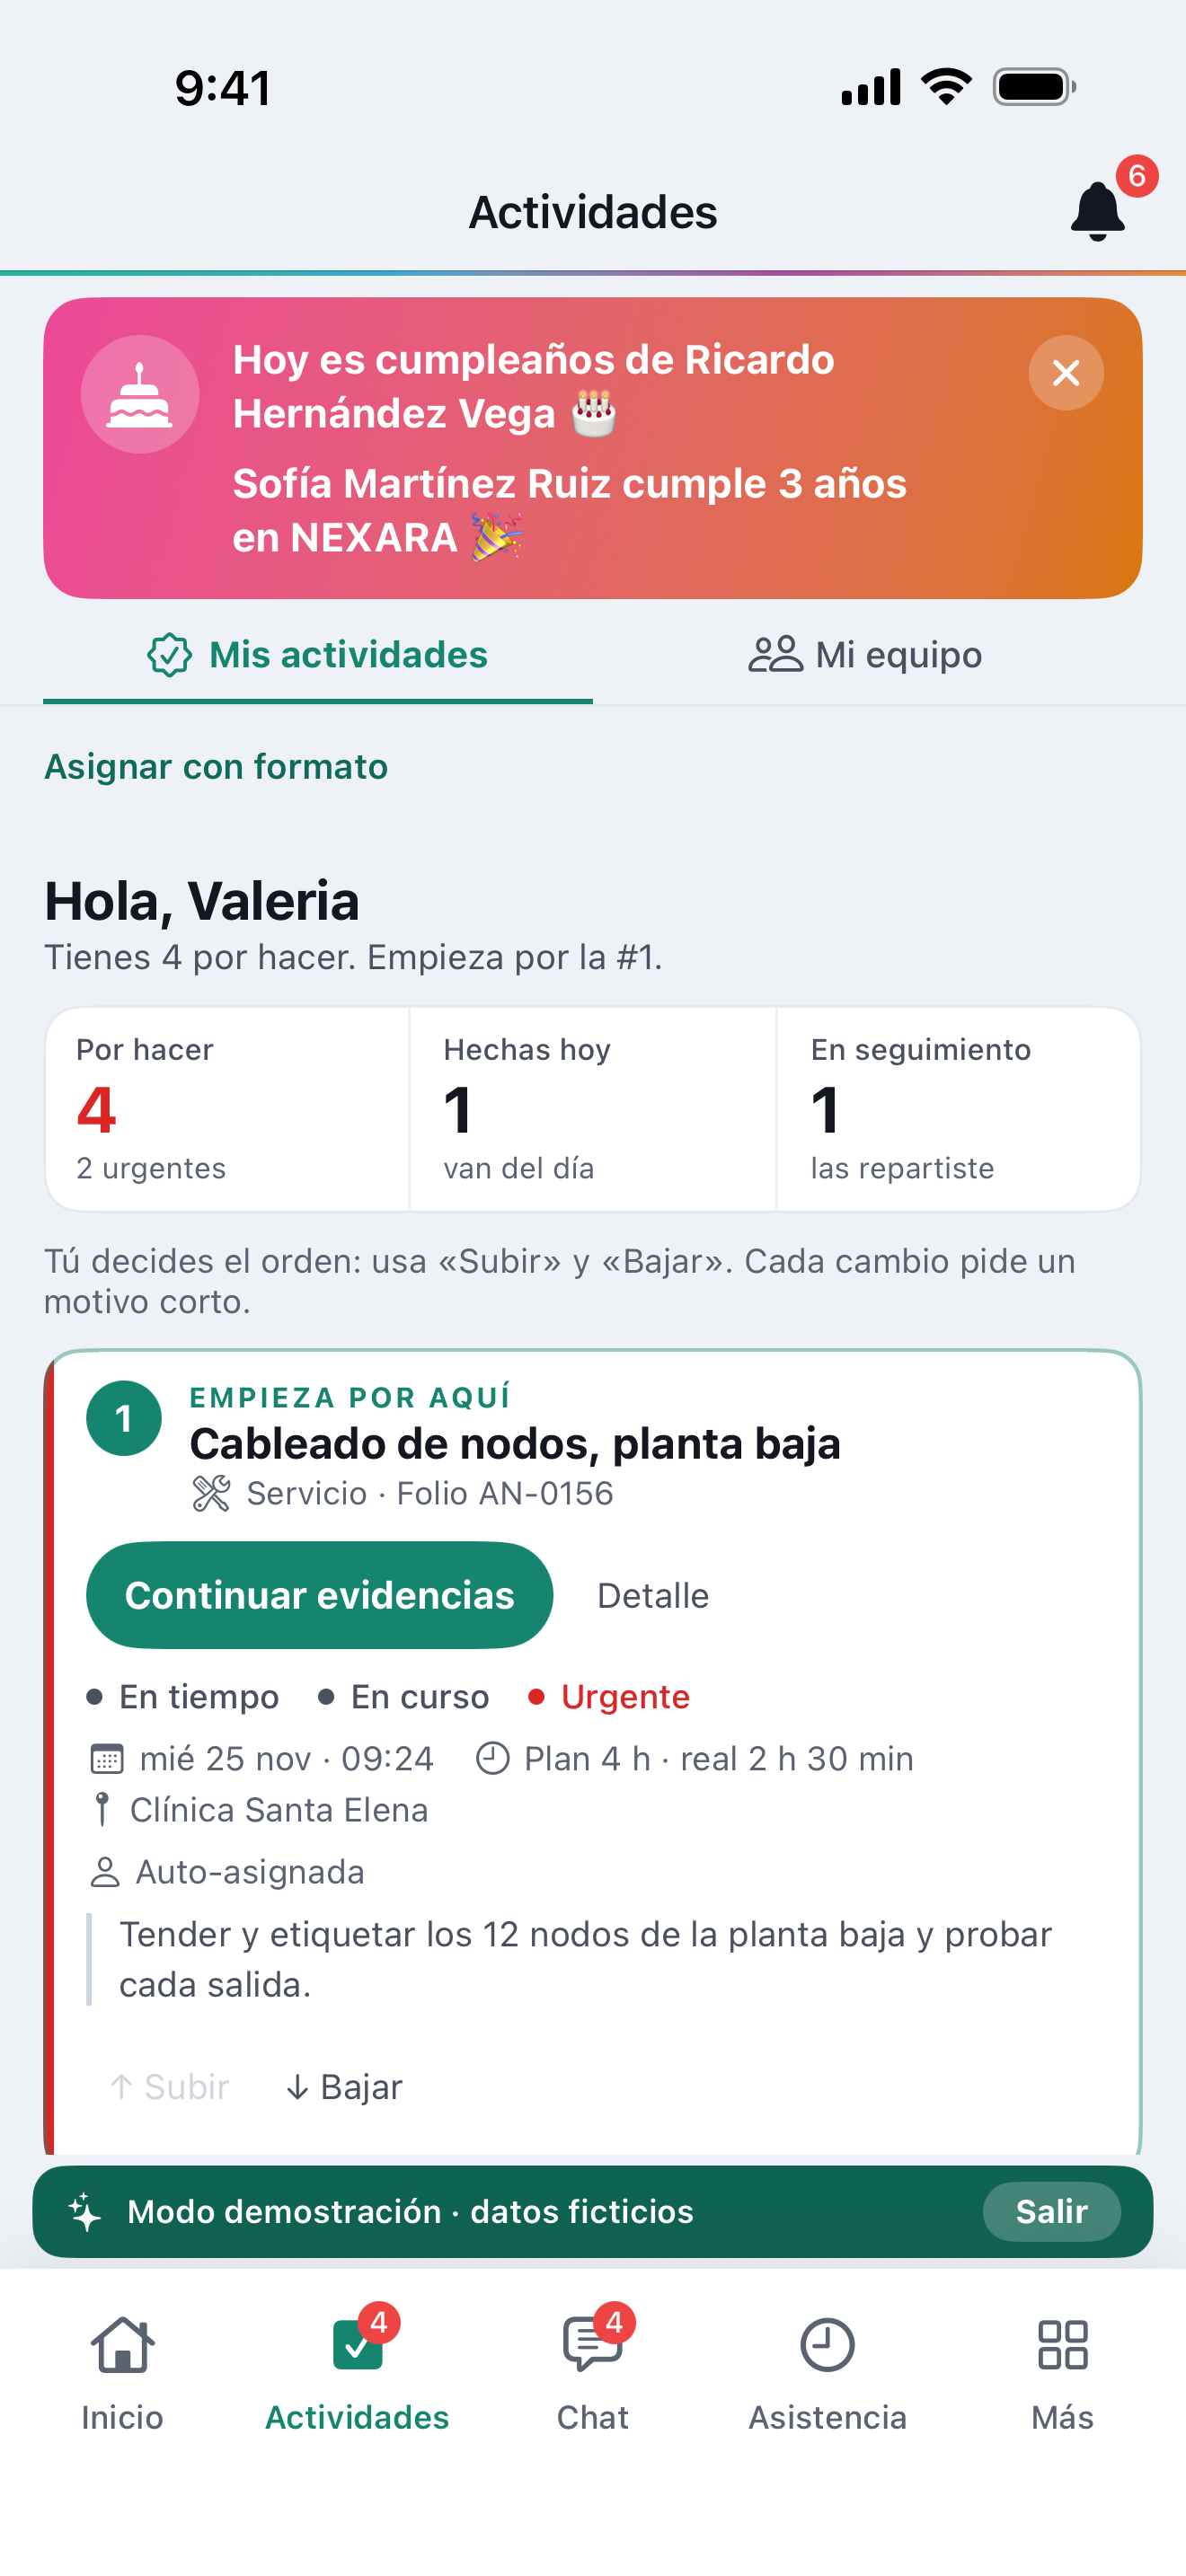 9:41
Actividades
6
Hoy es cumpleaños de Ricardo
Hernández Vega 🎂
Sofía Martínez Ruiz cumple 3 años
en NEXARA 🎉
Mis actividades
Mi equipo
Asignar con formato
Hola, Valeria
Tienes 4 por hacer. Empieza por la #1.
Por hacer
4
2 urgentes
Hechas hoy
1
van del día
En seguimiento
1
las repartiste
Tú decides el orden: usa «Subir» y «Bajar». Cada cambio pide un
motivo corto.
1
EMPIEZA POR AQUÍ
Cableado de nodos, planta baja
Servicio · Folio AN-0156
Continuar evidencias
Detalle
En tiempo
En curso
Urgente
mié 25 nov · 09:24
Plan 4 h · real 2 h 30 min
Clínica Santa Elena
Auto-asignada
Tender y etiquetar los 12 nodos de la planta baja y probar
cada salida.
↑ Subir
↓ Bajar
Modo demostración · datos ficticios
Salir
Inicio
4
Actividades
4
Chat
Asistencia
Más